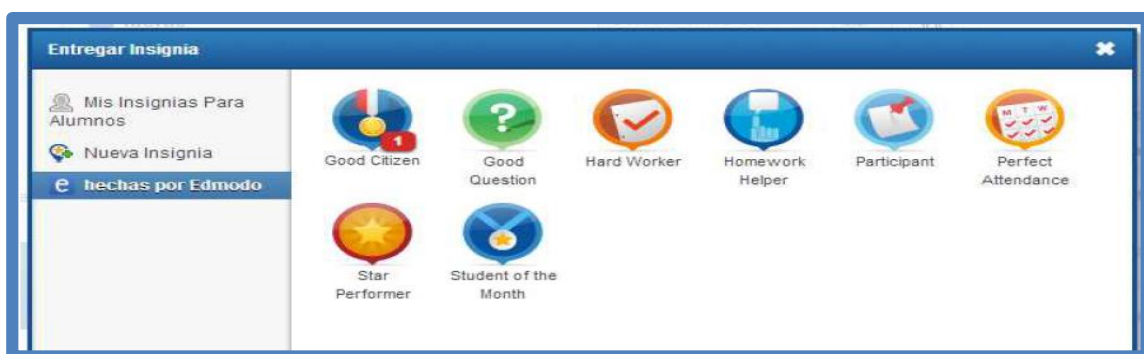 Entregar Insignia
Mis Insignias Para
Alumnos
Nueva Insignia
e hechas por Edmodo
1
Good Citizen
Good
Question
Hard Worker
Homework
Helper
Participant
M T W
Perfect
Attendance
Star
Performer
Student of the
Month